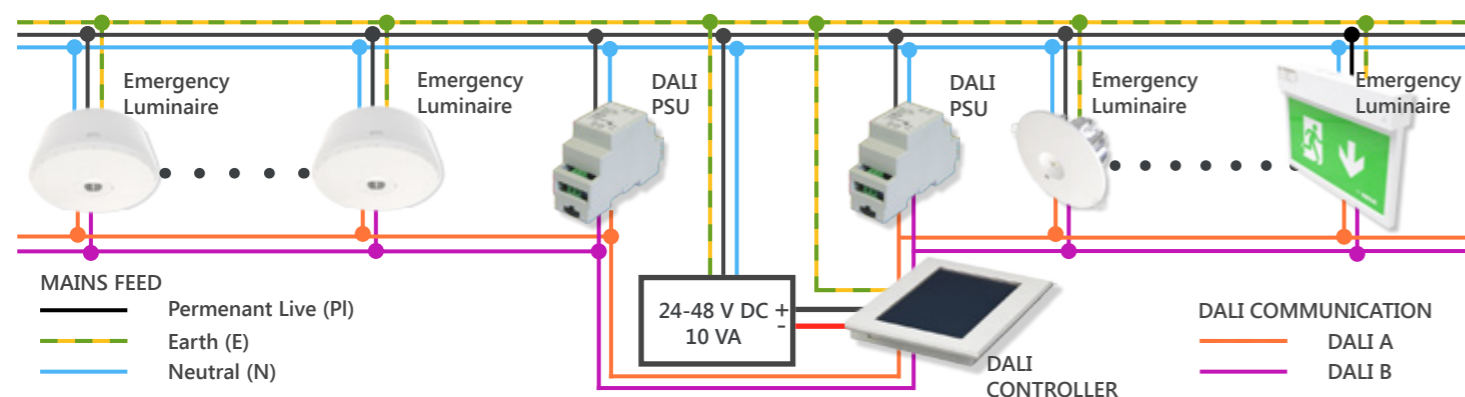 Emergency
Luminaire
Emergency
Luminaire
DALI
PSU
DALI
PSU
Emergency
Luminaire
Emergency
Luminaire
MAINS FEED
Permenant Live (Pl)
Earth (E)
Neutral (N)
24-48 V DC +
10 VA -
DALI
CONTROLLER
DALI COMMUNICATION
DALI A
DALI B